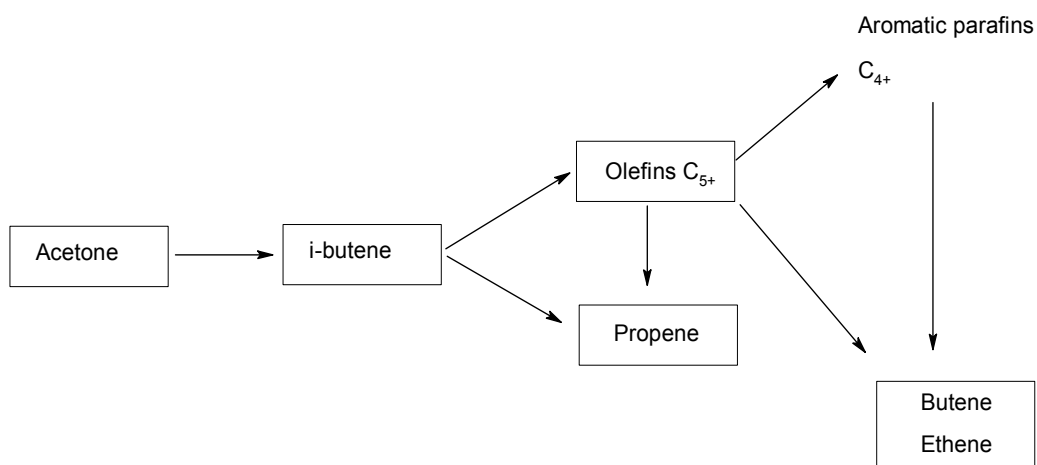 Aromatic parafins
C4+
Olefins C5+
Acetone
i-butene
Propene
Butene
Ethene